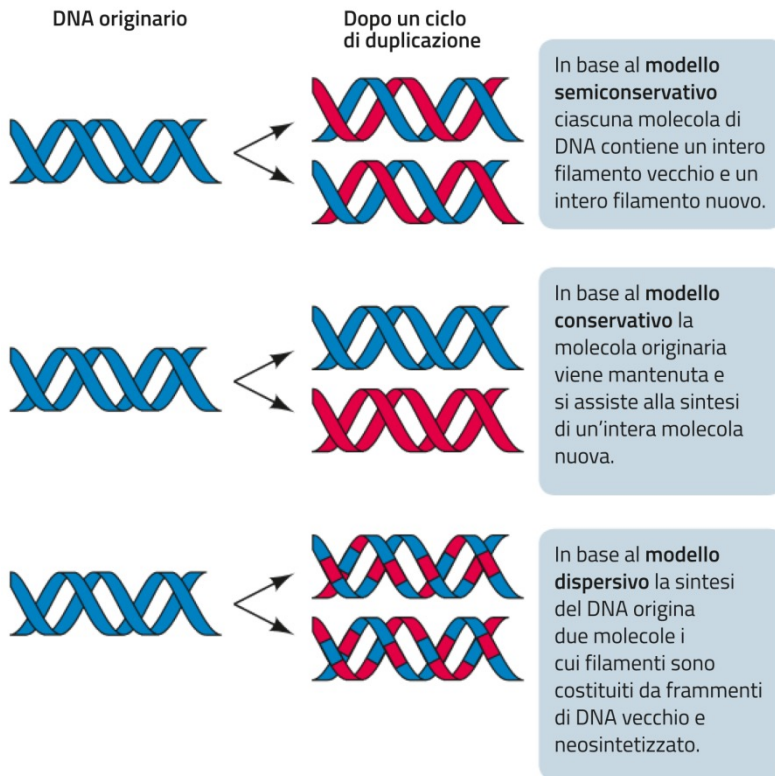 DNA originario
Dopo un ciclo
di duplicazione
In base al modello
semiconservativo
ciascuna molecola di
DNA contiene un intero
filamento vecchio e un
intero filamento nuovo.
In base al modello
conservativo la
molecola originaria
viene mantenuta e
si assiste alla sintesi
di un’intera molecola
nuova.
In base al modello
dispersivo la sintesi
del DNA origina
due molecole i
cui filamenti sono
costituiti da frammenti
di DNA vecchio e
neosintetizzato.